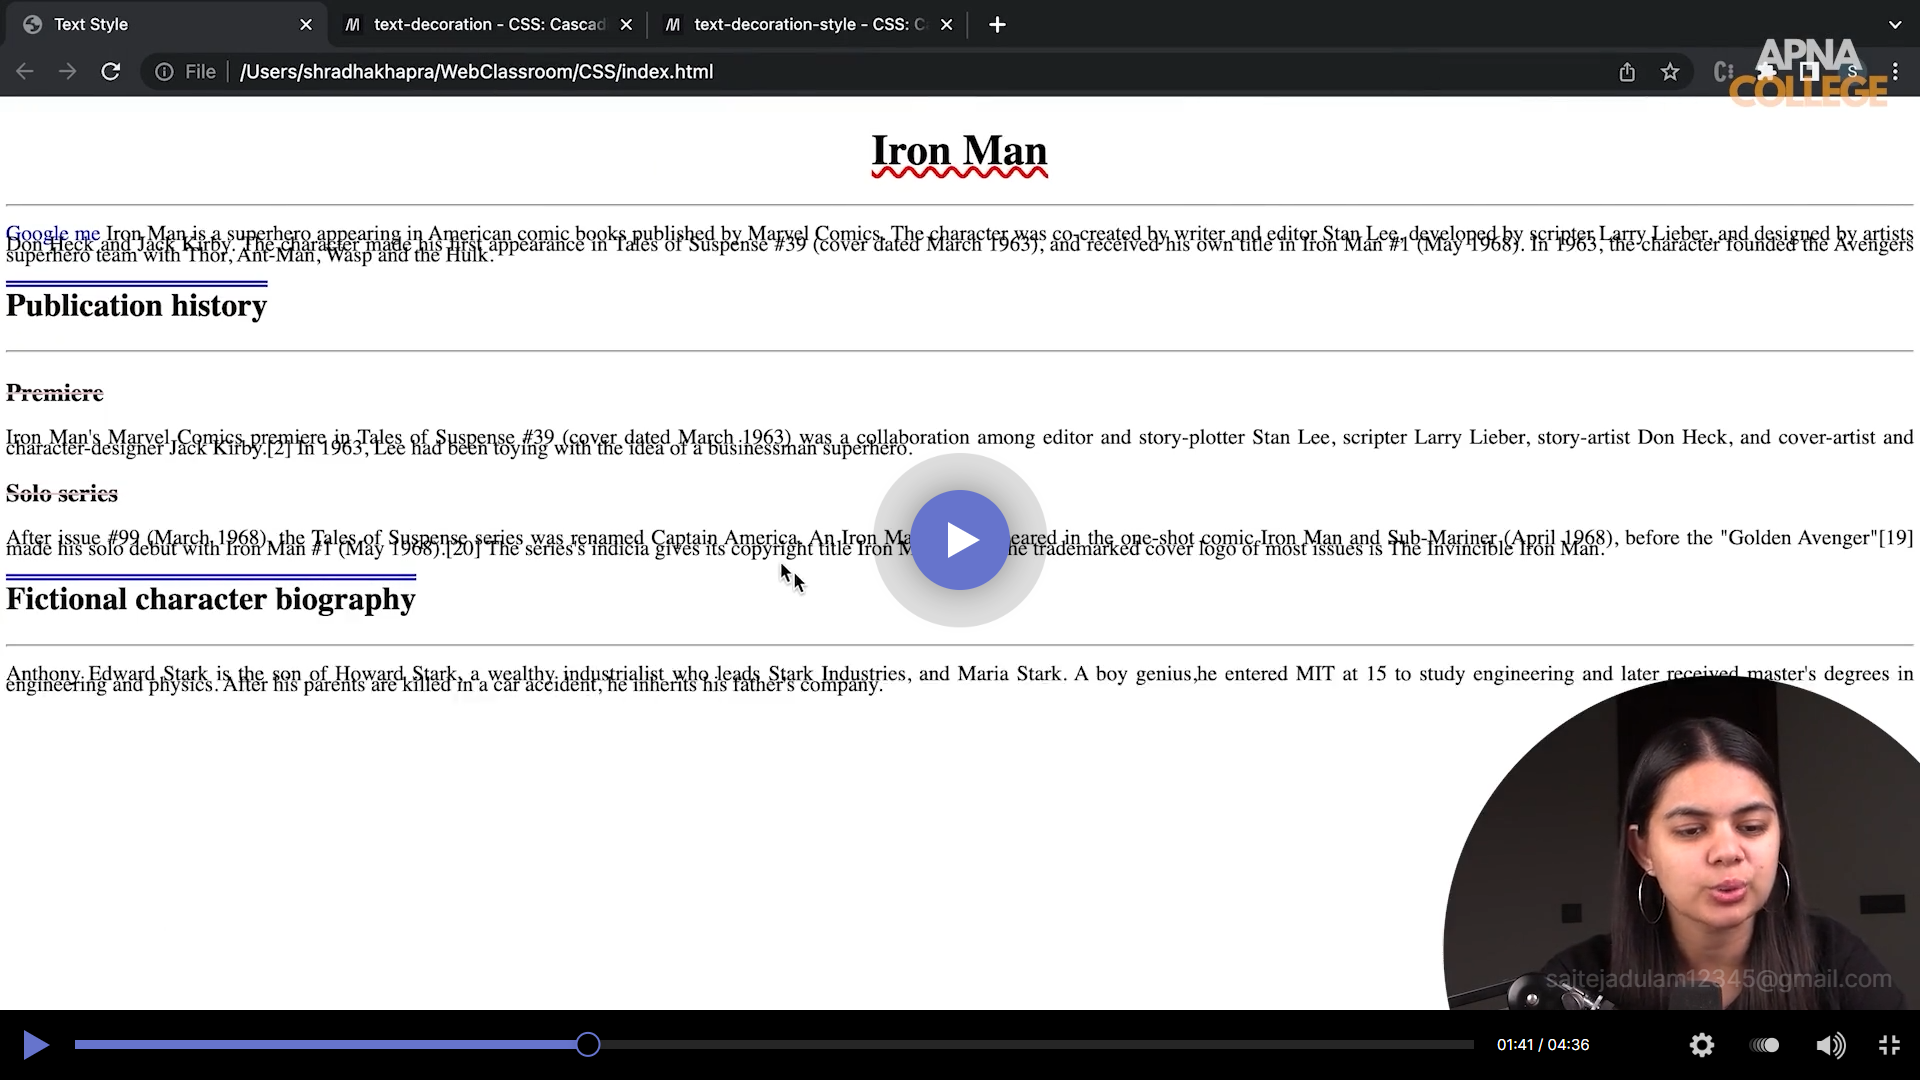 Text Style
text-decoration - CSS: Cascad
text-decoration-style - CSS: C
File
/Users/shradhakhapra/WebClassroom/CSS/index.html
S
APNA
COLLEGE
Iron Man
Google me Iron Man is a superhero appearing in American comic books published by Marvel Comics. The character was co-created by writer and editor Stan Lee, developed by scripter Larry Lieber, and designed by artists
Don Heck and Jack Kirby. The character made his first appearance in Tales of Suspense #39 (cover dated March 1963), and received his own title in Iron Man #1 (May 1968). In 1963, the character founded the Avengers
superhero team with Thor, Ant-Man, Wasp and the Hulk.
Publication history
Premiere
Iron Man's Marvel Comics premiere in Tales of Suspense #39 (cover dated March 1963) was a collaboration among editor and story-plotter Stan Lee, scripter Larry Lieber, story-artist Don Heck, and cover-artist and
character-designer Jack Kirby.[2] In 1963, Lee had been toying with the idea of a businessman superhero.
Solo series
After issue #99 (March 1968), the Tales of Suspense series was renamed Captain America. An Iron Ma eared in the one-shot comic Iron Man and Sub-Mariner (April 1968), before the "Golden Avenger"[19]
made his solo debut with Iron Man #1 (May 1968).[20] The series's indicia gives its copyright title Iron M he trademarked cover logo of most issues is The Invincible Iron Man.
Fictional character biography
Anthony Edward Stark is the son of Howard Stark, a wealthy industrialist who leads Stark Industries, and Maria Stark. A boy genius,he entered MIT at 15 to study engineering and later received master's degrees in
engineering and physics. After his parents are killed in a car accident, he inherits his father's company.
saitejadulam12345@gmail.com
01:41 / 04:36